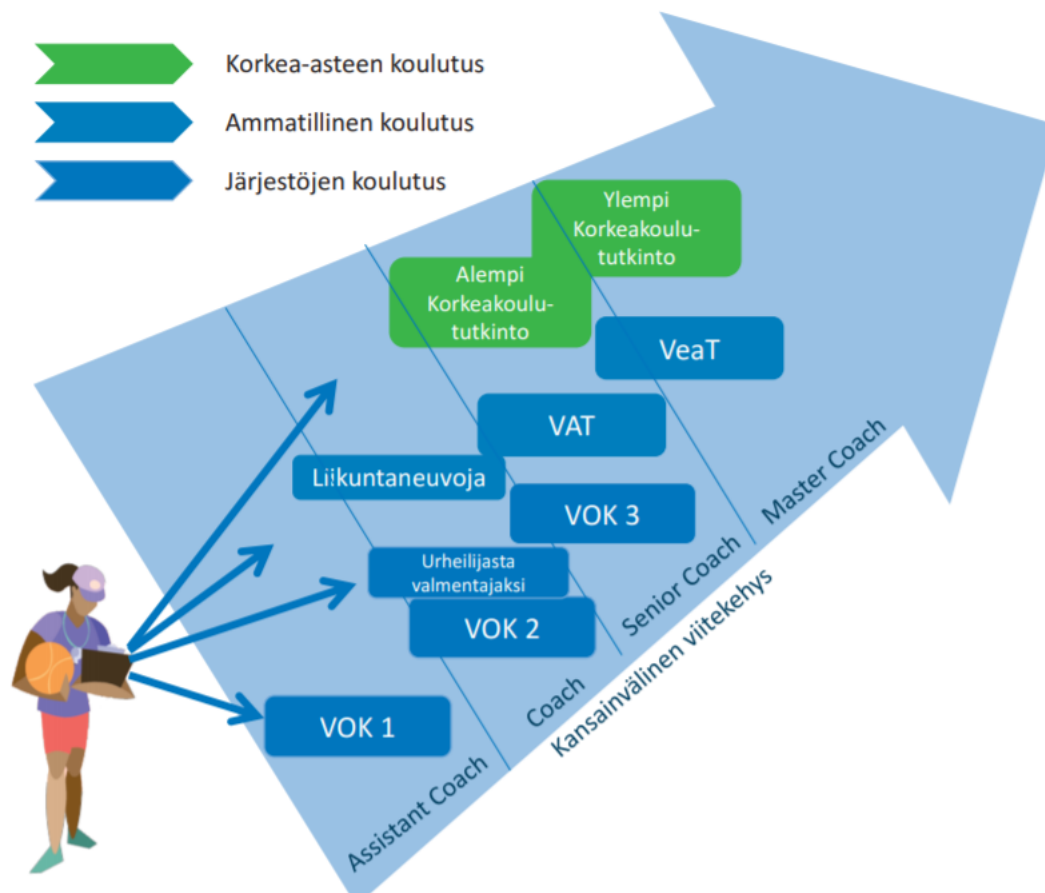 Korkea-asteen koulutus
Ammatillinen koulutus
Järjestöjen koulutus
Ylempi
Korkeakoulu-
tutkinto
Alempi
Korkeakoulu-
tutkinto
VeaT
VAT
Liikuntaneuvoja
VOK 3
Urheilijasta
valmentajaksi
VOK 2
VOK 1
Assistant Coach
Coach
Senior Coach
Master Coach
Kansainvälinen viitekehys